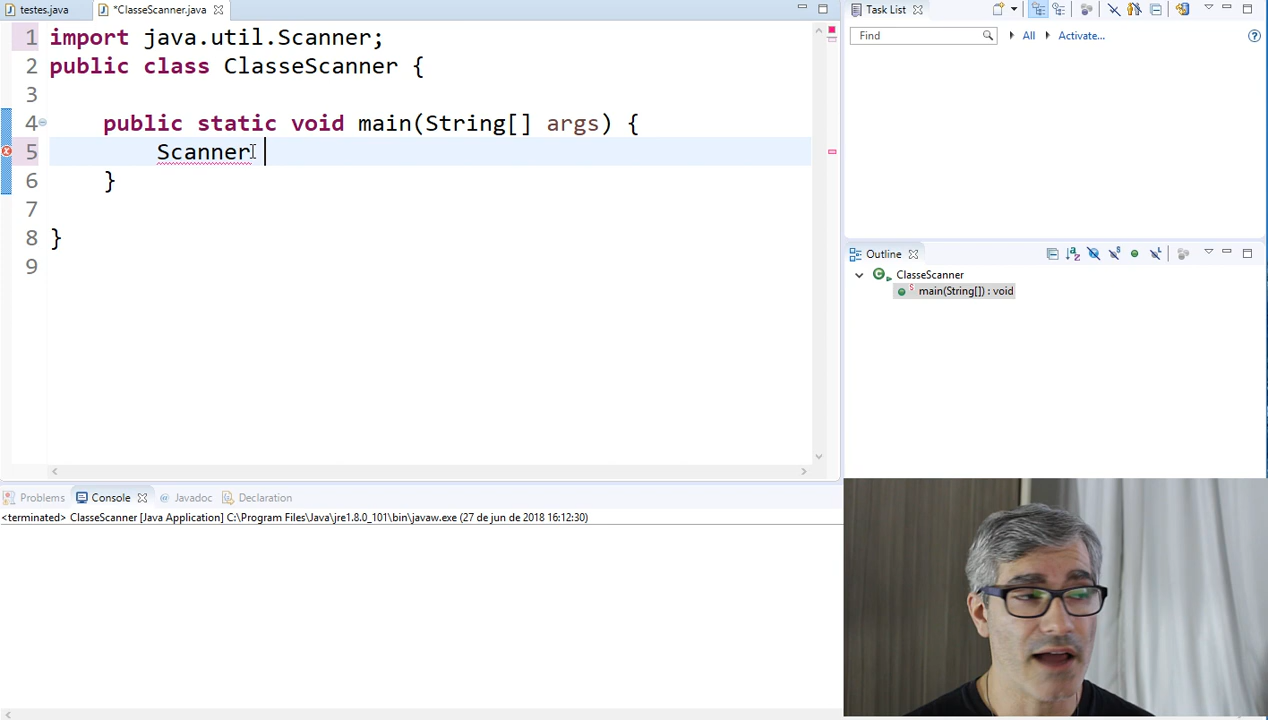 testes.java *ClasseScanner.java
1 import java.util.Scanner;
2 public class ClasseScanner {
3
4 public static void main(String[] args) {
5 Scanner
6 }
7
8 }
9
Problems Console Javadoc Declaration
<terminated> ClasseScanner [Java Application] C:\Program Files\Java\jre1.8.0_101\bin\javaw.exe (27 de jun de 2018 16:12:30)
Task List
Find All Activate...
Outline
ClasseScanner
main(String[]) : void